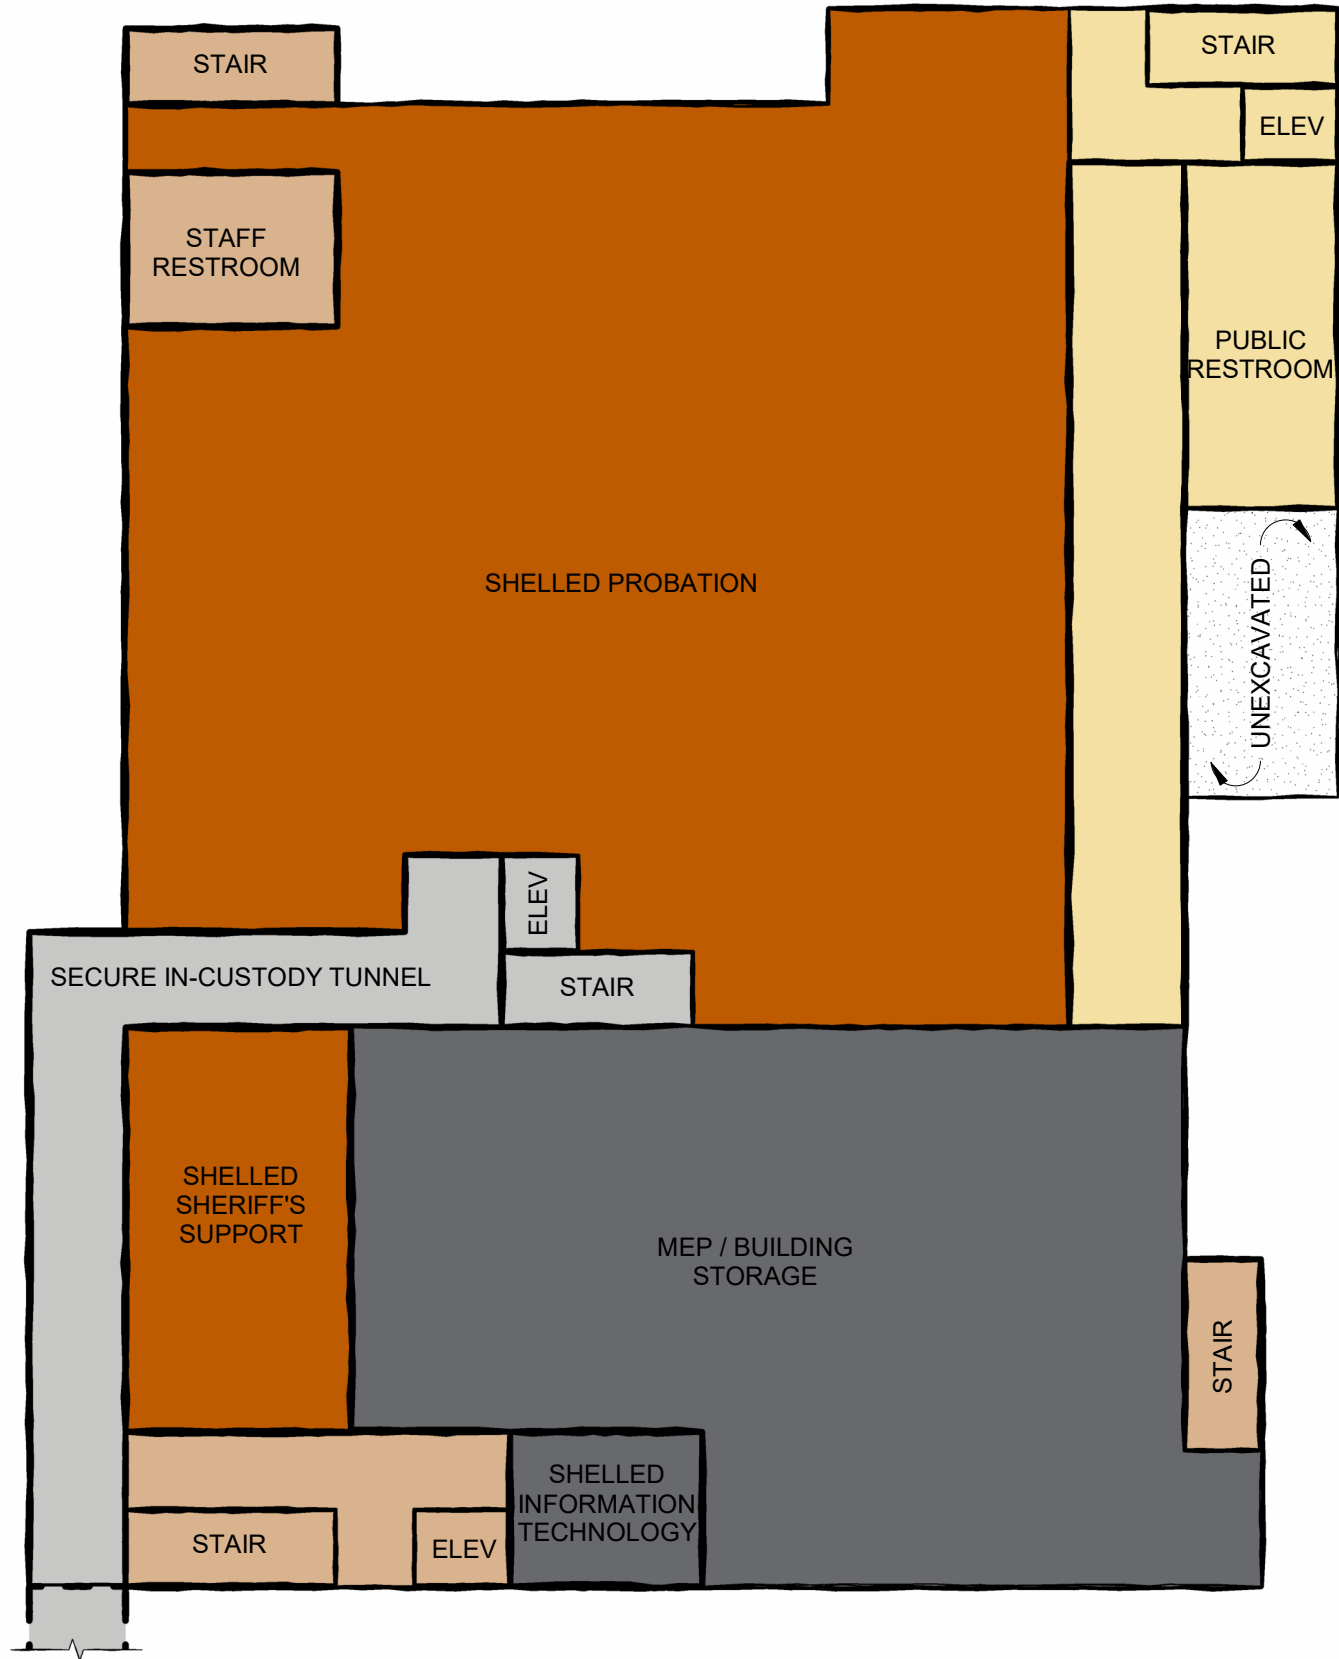 STAIR
STAIR
ELEV
STAFF
RESTROOM
PUBLIC
RESTROOM
SHELLED PROBATION
UNEXCAVATED
ELEV
SECURE IN-CUSTODY TUNNEL
STAIR
SHELLED
SHERIFF'S
SUPPORT
MEP / BUILDING
STORAGE
STAIR
SHELLED
INFORMATION
TECHNOLOGY
STAIR
ELEV